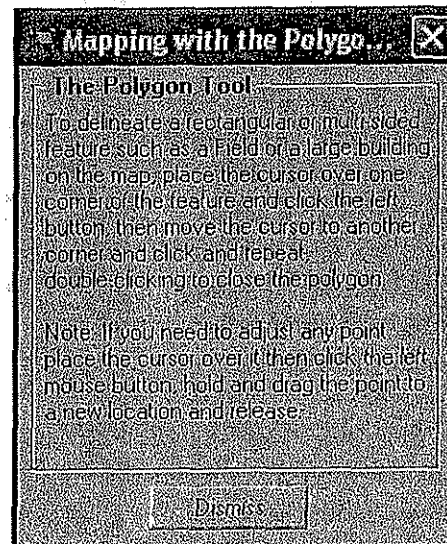 Mapping with the Polygo...
The Polygon Tool
To delineate a rectangular or multi-sided
feature such as a Field or a large building
on the map, place the cursor over one
corner of the feature and click the left
button, then move the cursor to another
corner and click and repeat
double-clicking to close the polygon
Note: If you need to adjust any point
place the cursor over it then click the left
mouse button, hold and drag the point to
a new location and release.
Dismiss